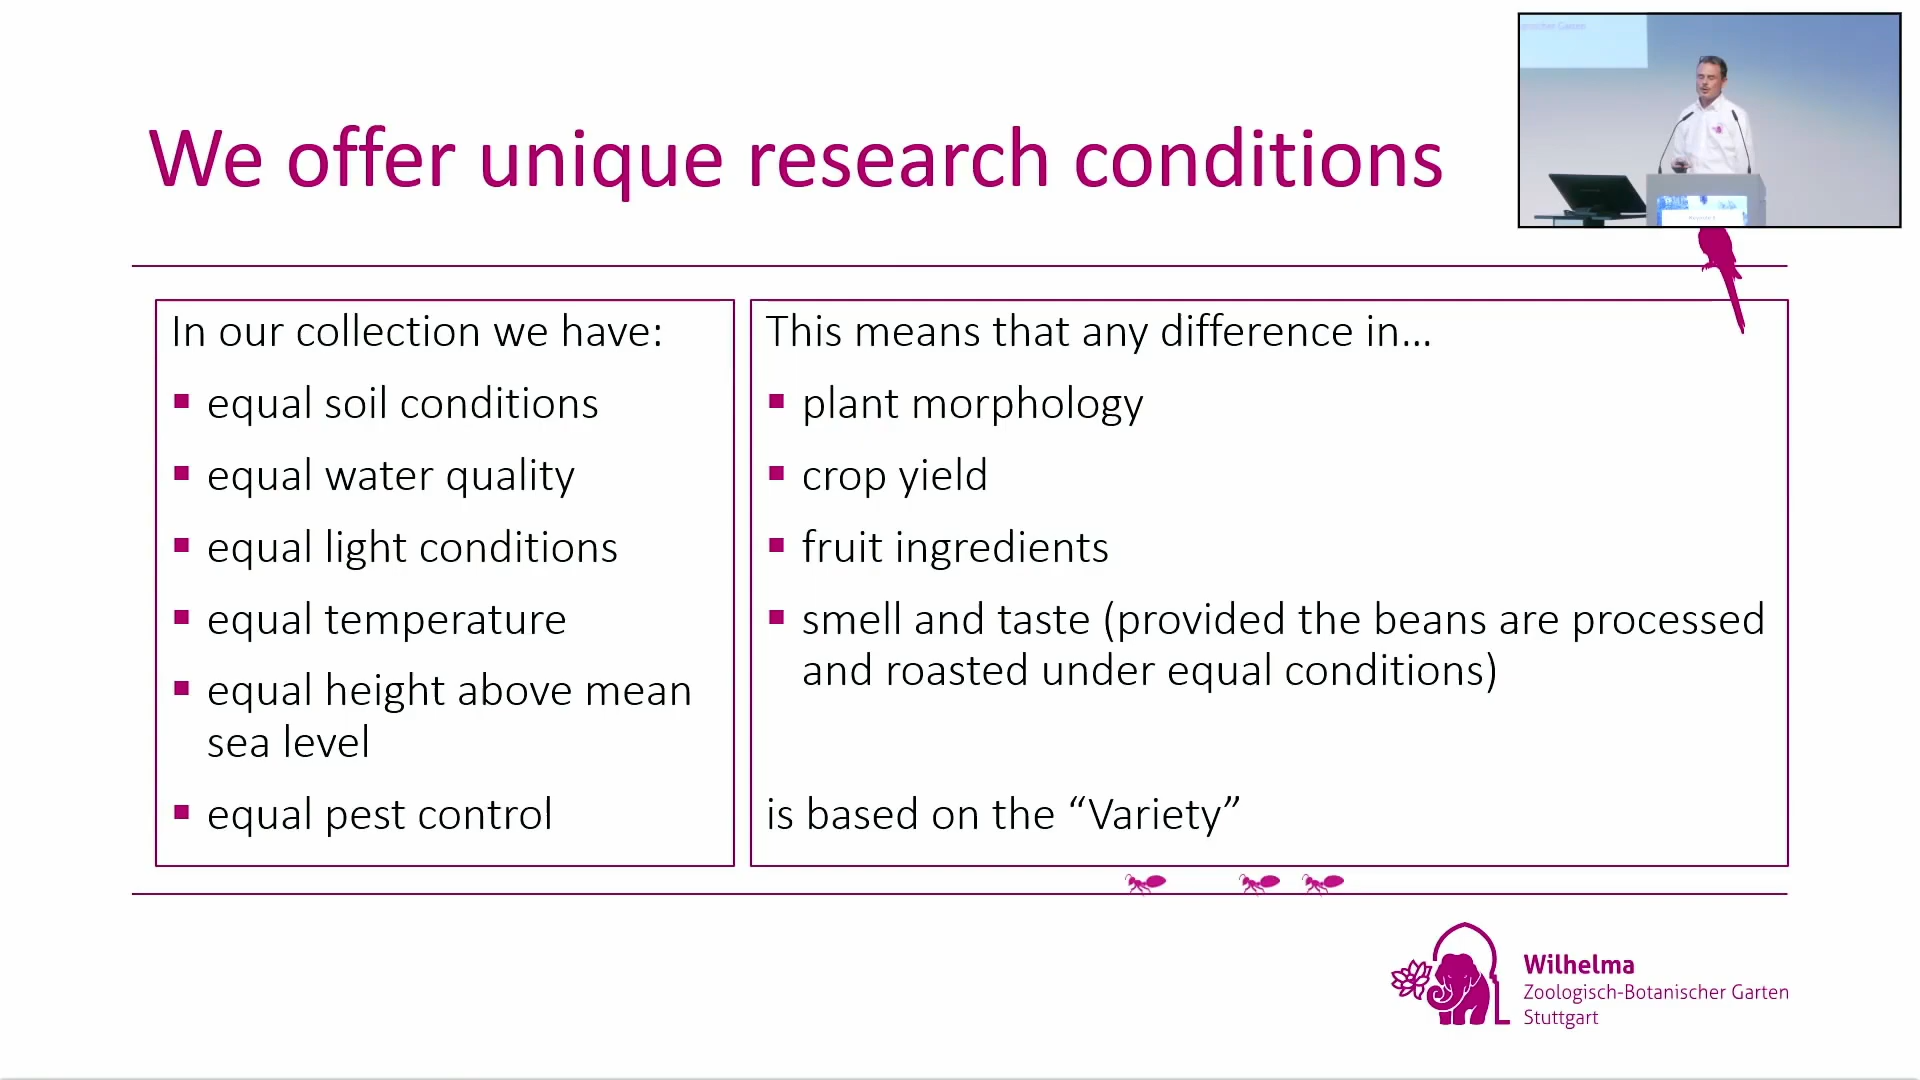 We offer unique research conditions
In our collection we have:
▪ equal soil conditions
▪ equal water quality
▪ equal light conditions
▪ equal temperature
▪ equal height above mean
sea level
▪ equal pest control
This means that any difference in...
▪ plant morphology
▪ crop yield
▪ fruit ingredients
▪ smell and taste (provided the beans are processed
and roasted under equal conditions)
is based on the “Variety”
Wilhelma
Zoologisch-Botanischer Garten
Stuttgart